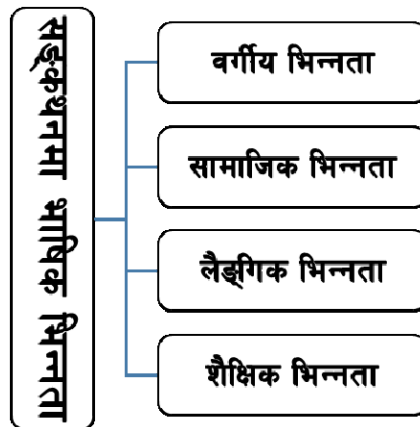 सङ्कथनमा भाषिक भिन्नता
वर्गीय भिन्नता
सामाजिक भिन्नता
लैङ्गिक भिन्नता
शैक्षिक भिन्नता